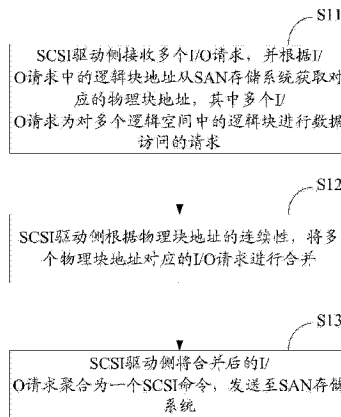 S11
SCSI驱动侧接收多个I/O请求，并根据I/
O请求中的逻辑块地址从SAN存储系统获取对
应的物理块地址，其中多个I/
O请求为对多个逻辑空间中的逻辑块进行数据
访问的请求
S12
SCSI驱动侧根据物理块地址的连续性，将多
个物理块地址对应的I/O请求进行合并
S13
SCSI驱动侧将合并后的I/
O请求聚合为一个SCSI命令，发送至SAN存储
系统